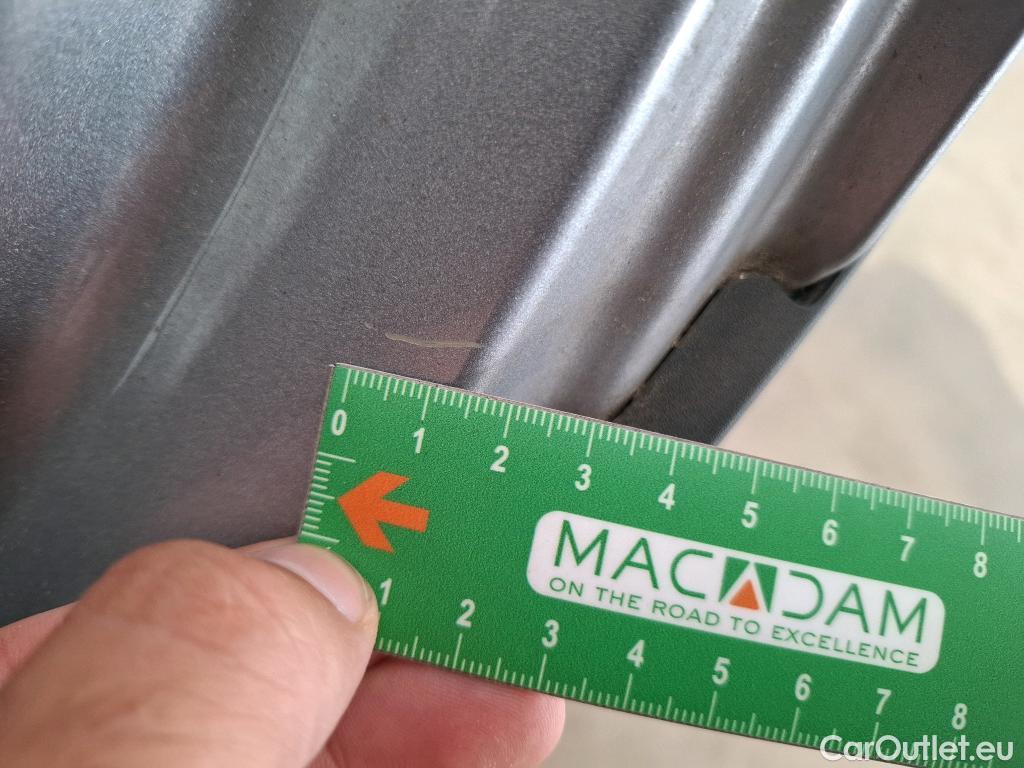 0 1 2 3 4 5 6 7 8
MACADAM
ON THE ROAD TO EXCELLENCE
1 2 3 4 5 6 7 8
CarOutlet.eu